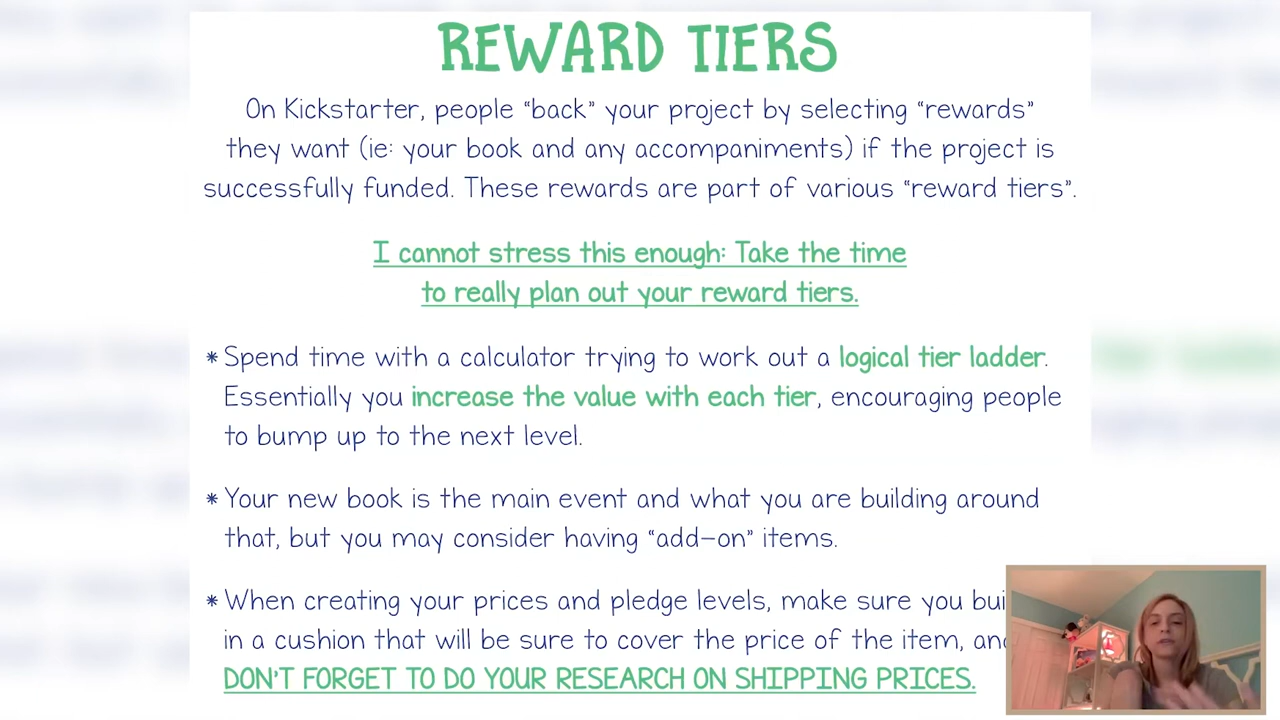 REWARD TIERS
On Kickstarter, people "back" your project by selecting "rewards"
they want (ie: your book and any accompaniments) if the project is
successfully funded. These rewards are part of various "reward tiers".
I cannot stress this enough: Take the time
to really plan out your reward tiers.
* Spend time with a calculator trying to work out a logical tier ladder.
Essentially you increase the value with each tier, encouraging people
to bump up to the next level.
* Your new book is the main event and what you are building around
that, but you may consider having "add-on" items.
* When creating your prices and pledge levels, make sure you
in a cushion that will be sure to cover the price of the item,
DON'T FORGET TO DO YOUR RESEARCH ON SHIPPING PRICES.